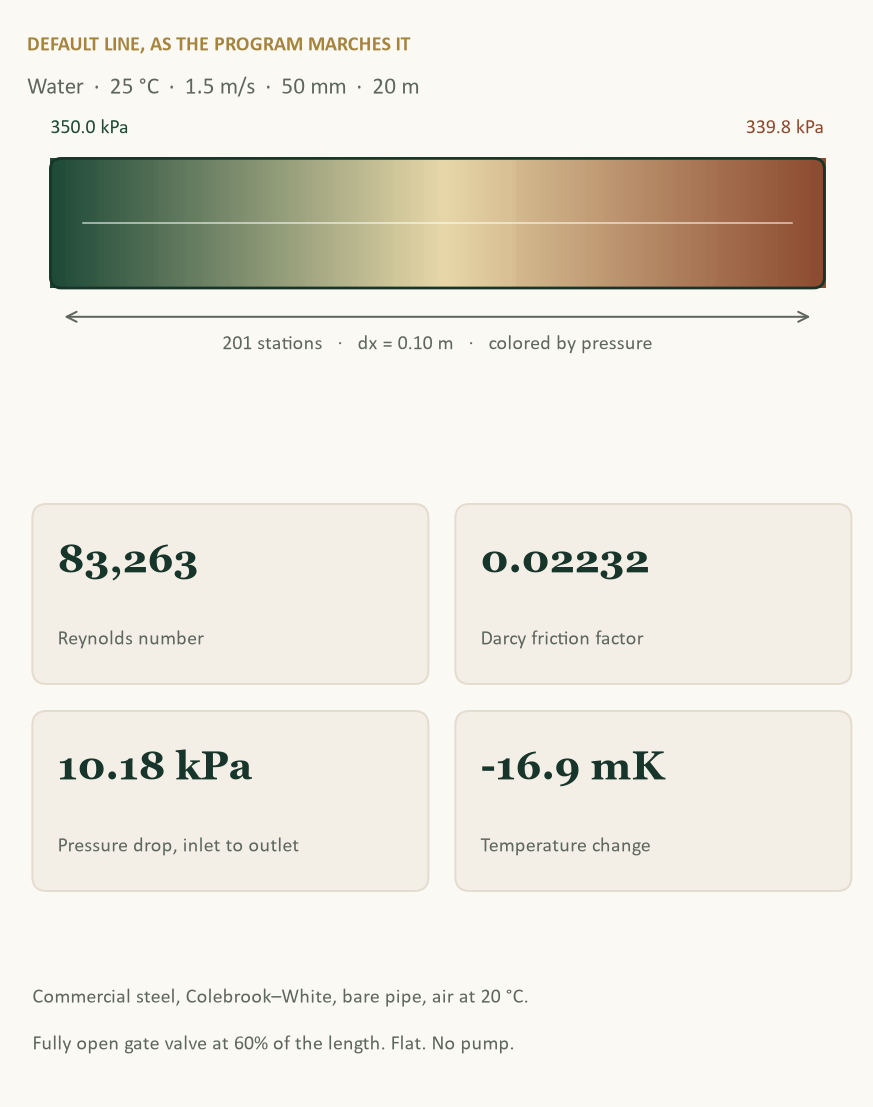 DEFAULT LINE, AS THE PROGRAM MARCHES IT
Water · 25 °C · 1.5 m/s · 50 mm · 20 m
350.0 kPa 339.8 kPa
201 stations · dx = 0.10 m · colored by pressure
83,263 0.02232
Reynolds number Darcy friction factor
10.18 kPa -16.9 mK
Pressure drop, inlet to outlet Temperature change
Commercial steel, Colebrook–White, bare pipe, air at 20 °C.
Fully open gate valve at 60% of the length. Flat. No pump.